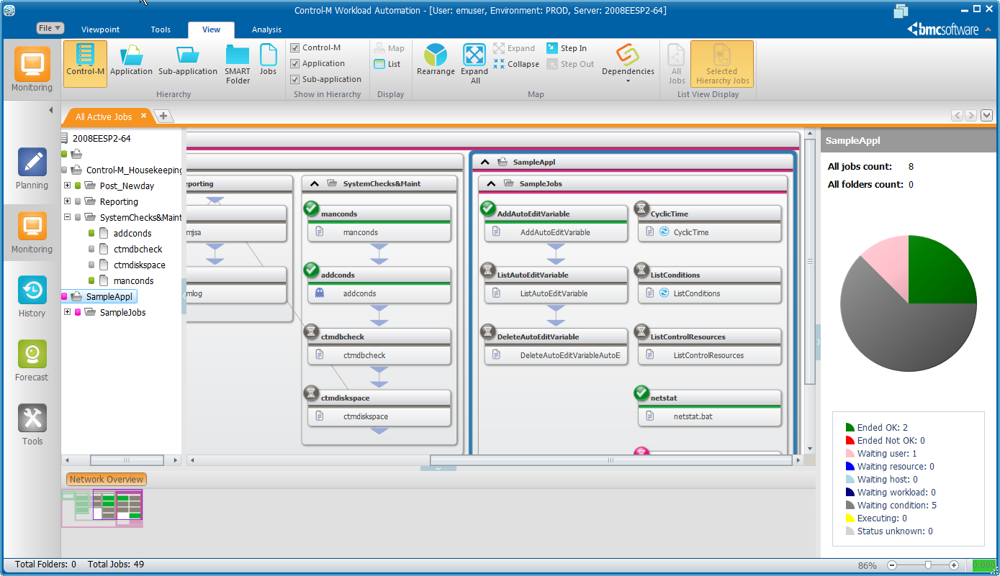 Control-M Workload Automation - [User: emuser, Environment: PROD, Server: 2008EESP2-64]
File Viewpoint Tools View Analysis
bmcsoftware
Monitoring
Control-M Application Sub-application SMART Folder Jobs
Hierarchy
Control-M
Application
Sub-application
Show in Hierarchy
Map
List
Display
Rearrange Expand All
Expand
Collapse
Step In
Step Out
Dependencies
Map
All Jobs Selected Hierarchy Jobs
List View Display
All Active Jobs
Planning
Monitoring
History
Forecast
Tools
2008EESP2-64
Control-M_Housekeeping
Post_Newday
Reporting
SystemChecks&Maint
addconds
ctmdbcheck
ctmdiskspace
manconds
SampleAppl
SampleJobs
eporting
mjsa
mlog
SystemChecks&Maint
manconds
manconds
addconds
addconds
ctmdbcheck
ctmdbcheck
ctmdiskspace
ctmdiskspace
SampleAppl
SampleJobs
AddAutoEditVariable
AddAutoEditVariable
ListAutoEditVariable
ListAutoEditVariable
DeleteAutoEditVariable
DeleteAutoEditVariableAutoE
CyclicTime
CyclicTime
ListConditions
ListConditions
ListControlResources
ListControlResources
netstat
netstat.bat
SampleAppl
All jobs count: 8
All folders count: 0
Ended OK: 2
Ended Not OK: 0
Waiting user: 1
Waiting resource: 0
Waiting host: 0
Waiting workload: 0
Waiting condition: 5
Executing: 0
Status unknown: 0
Network Overview
Total Folders: 0 Total Jobs: 49
86%